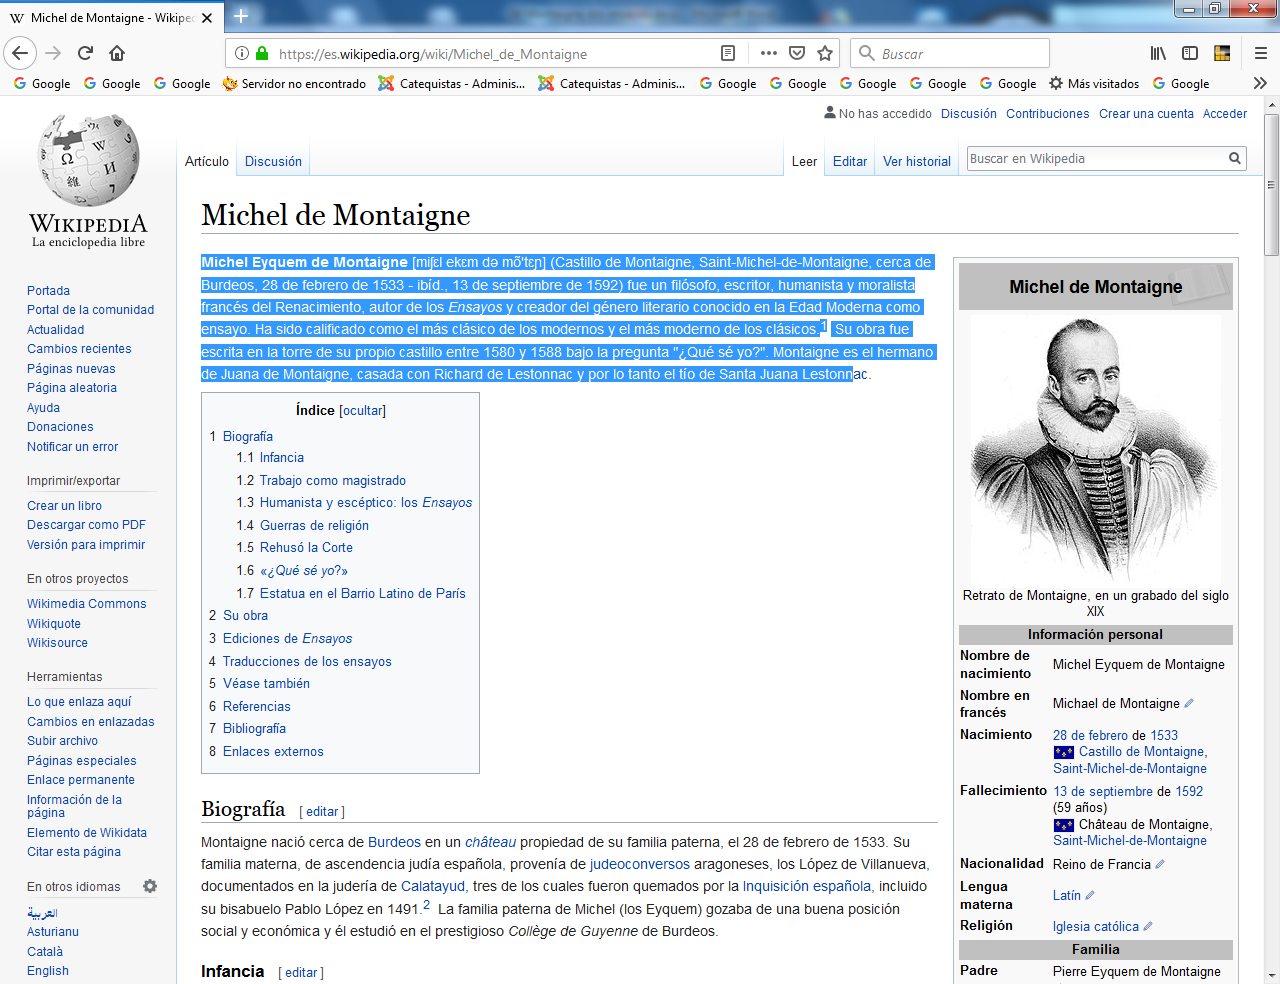 Michel de Montaigne - Wikiped
https://es.wikipedia.org/wiki/Michel_de_Montaigne
Buscar
Google
Google
Google
Servidor no encontrado
Catequistas - Adminis...
Catequistas - Adminis...
Google
Google
Google
Google
Google
Más visitados
Google
WIKIPEDIA
La enciclopedia libre
No has accedido
Discusión
Contribuciones
Crear una cuenta
Acceder
Artículo
Discusión
Leer
Editar
Ver historial
Buscar en Wikipedia
Portada
Portal de la comunidad
Actualidad
Cambios recientes
Páginas nuevas
Página aleatoria
Ayuda
Donaciones
Notificar un error
Imprimir/exportar
Crear un libro
Descargar como PDF
Versión para imprimir
En otros proyectos
Wikimedia Commons
Wikiquote
Wikisource
Herramientas
Lo que enlaza aquí
Cambios en enlazadas
Subir archivo
Páginas especiales
Enlace permanente
Información de la
página
Elemento de Wikidata
Citar esta página
En otros idiomas
العربية
Asturianu
Català
English
Michel de Montaigne
Michel Eyquem de Montaigne [miʃɛl ekɛm də mõ'tɛɲ] (Castillo de Montaigne, Saint-Michel-de-Montaigne, cerca de
Burdeos, 28 de febrero de 1533 - ibíd., 13 de septiembre de 1592) fue un filósofo, escritor, humanista y moralista
francés del Renacimiento, autor de los Ensayos y creador del género literario conocido en la Edad Moderna como
ensayo. Ha sido calificado como el más clásico de los modernos y el más moderno de los clásicos.1 Su obra fue
escrita en la torre de su propio castillo entre 1580 y 1588 bajo la pregunta "¿Qué sé yo?". Montaigne es el hermano
de Juana de Montaigne, casada con Richard de Lestonnac y por lo tanto el tío de Santa Juana Lestonnac.
Índice [ocultar]
1 Biografía
1.1 Infancia
1.2 Trabajo como magistrado
1.3 Humanista y escéptico: los Ensayos
1.4 Guerras de religión
1.5 Rehusó la Corte
1.6 «¿Qué sé yo?»
1.7 Estatua en el Barrio Latino de París
2 Su obra
3 Ediciones de Ensayos
4 Traducciones de los ensayos
5 Véase también
6 Referencias
7 Bibliografía
8 Enlaces externos
Biografía [ editar ]
Montaigne nació cerca de Burdeos en un château propiedad de su familia paterna, el 28 de febrero de 1533. Su
familia materna, de ascendencia judía española, provenía de judeoconversos aragoneses, los López de Villanueva,
documentados en la judería de Calatayud, tres de los cuales fueron quemados por la Inquisición española, incluido
su bisabuelo Pablo López en 1491.2 La familia paterna de Michel (los Eyquem) gozaba de una buena posición
social y económica y él estudió en el prestigioso Collège de Guyenne de Burdeos.
Infancia [ editar ]
Michel de Montaigne
Retrato de Montaigne, en un grabado del siglo
XIX
Información personal
Nombre de
nacimiento
Michel Eyquem de Montaigne
Nombre en
francés
Michael de Montaigne
Nacimiento
28 de febrero de 1533
Castillo de Montaigne,
Saint-Michel-de-Montaigne
Fallecimiento
13 de septiembre de 1592
(59 años)
Château de Montaigne,
Saint-Michel-de-Montaigne
Nacionalidad
Reino de Francia
Lengua
materna
Latín
Religión
Iglesia católica
Familia
Padre
Pierre Eyquem de Montaigne